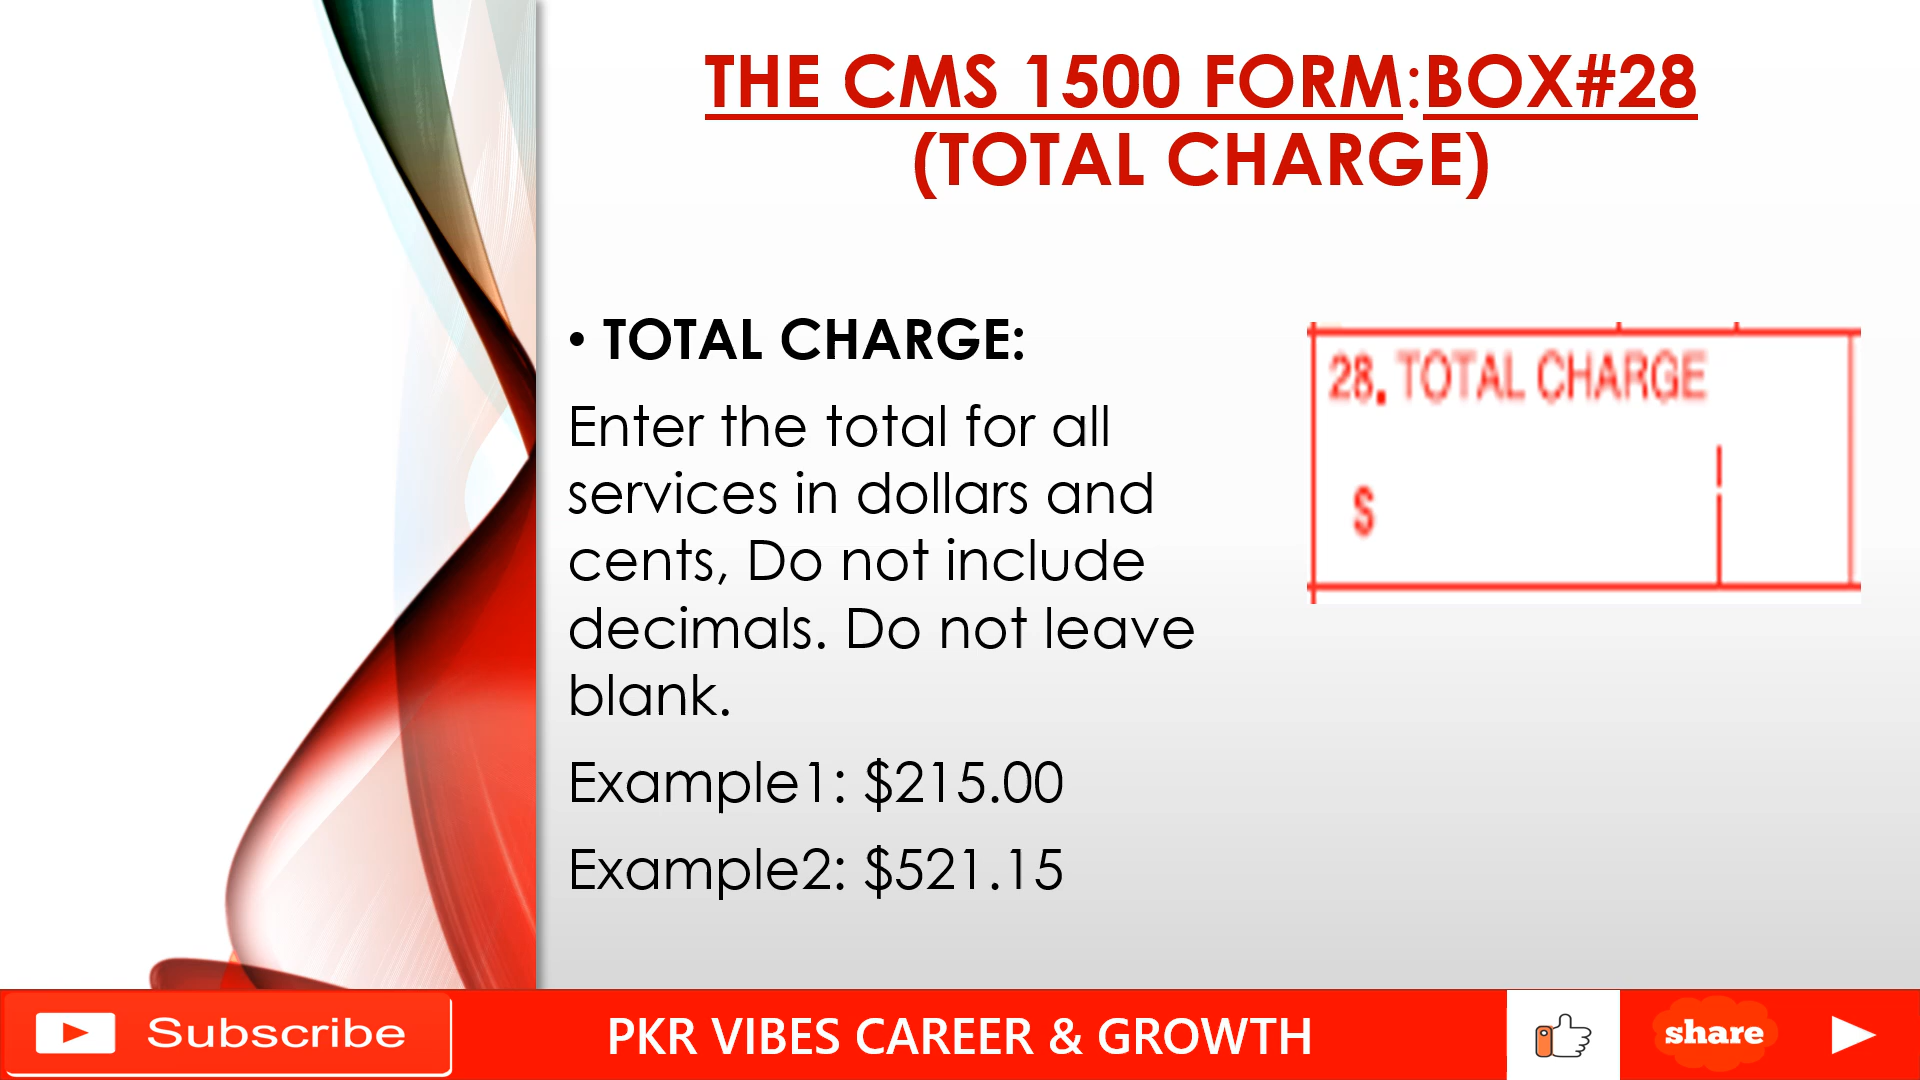 THE CMS 1500 FORM:BOX#28
(TOTAL CHARGE)
• TOTAL CHARGE:
Enter the total for all
services in dollars and
cents, Do not include
decimals. Do not leave
blank.
Example1: $215.00
Example2: $521.15
28. TOTAL CHARGE
$
Subscribe
PKR VIBES CAREER & GROWTH
share